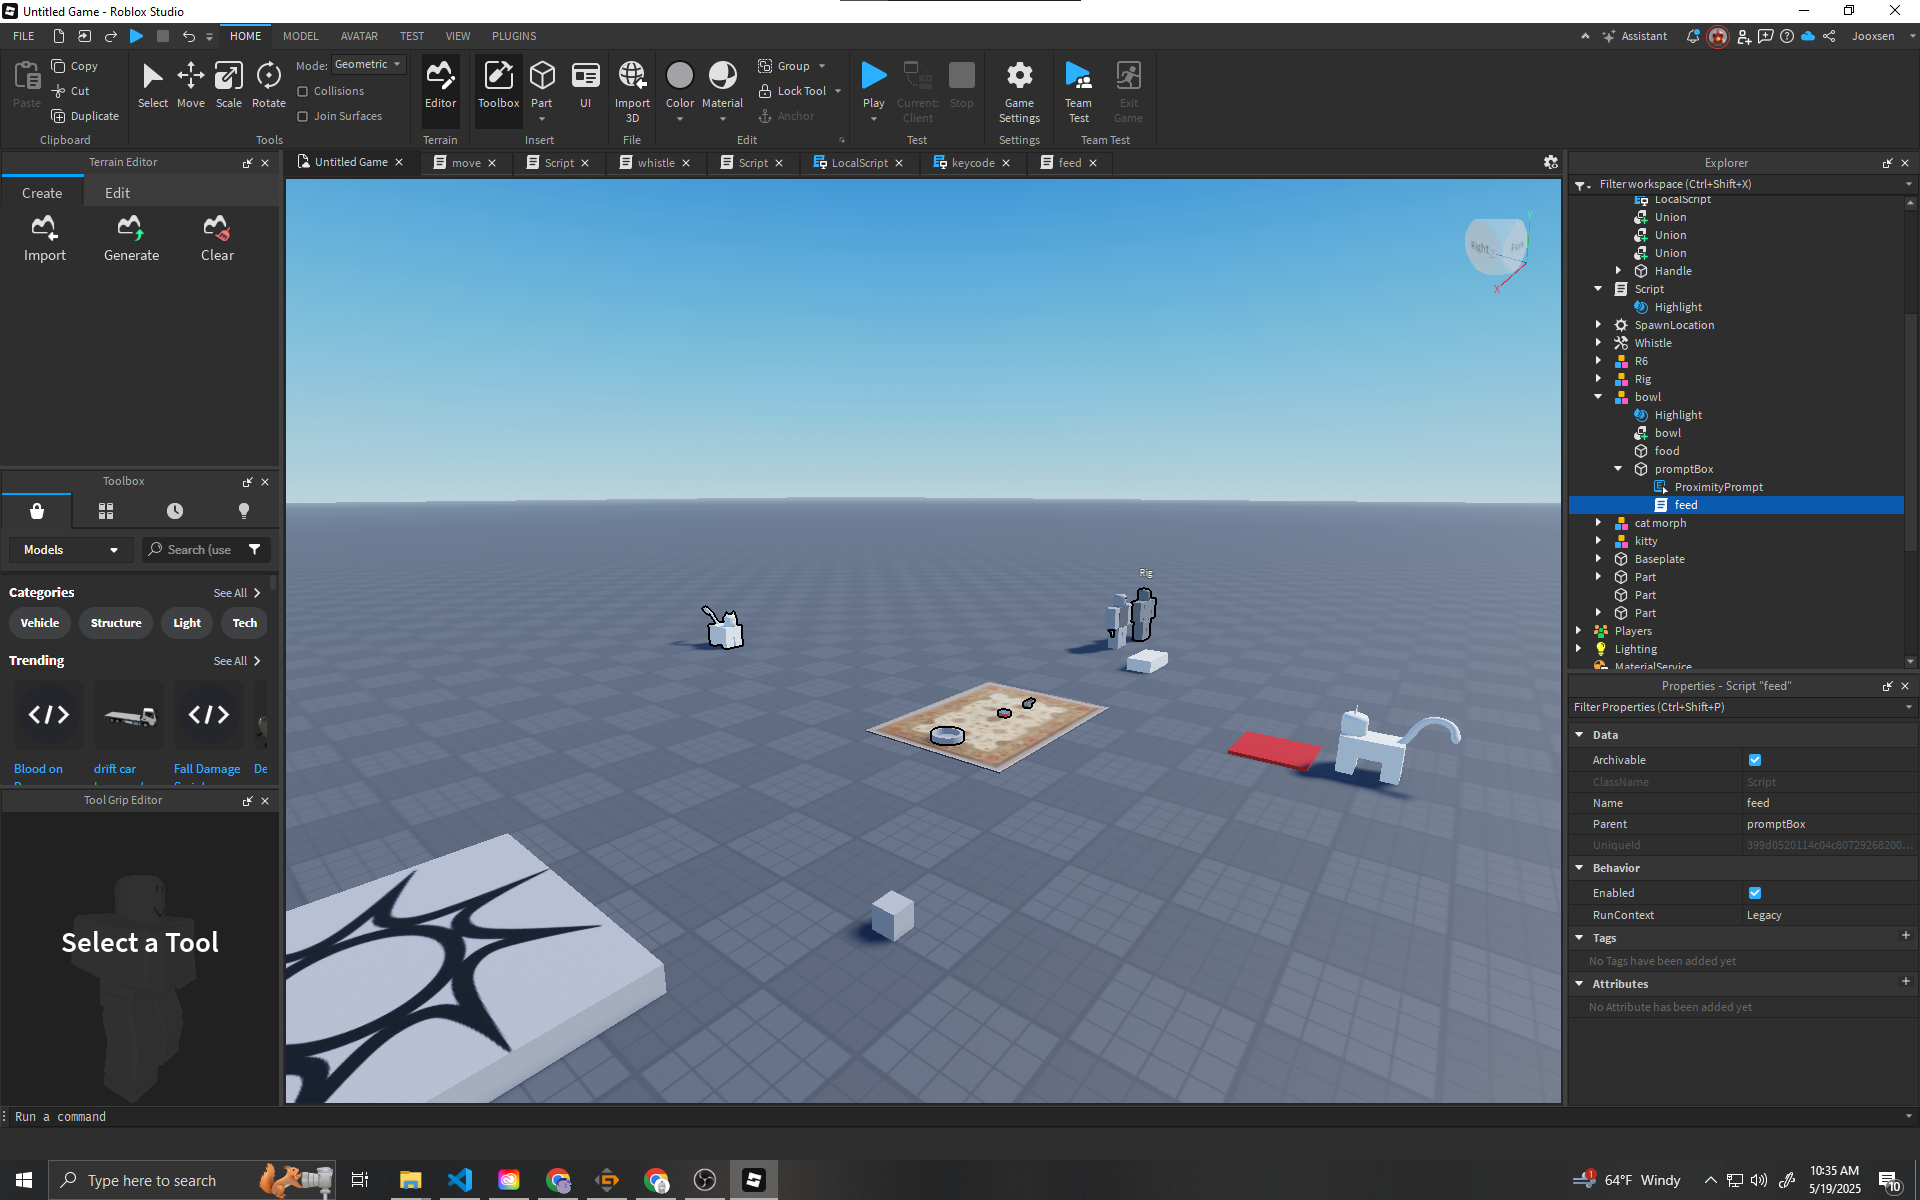 Untitled Game - Roblox Studio
FILE HOME MODEL AVATAR TEST VIEW PLUGINS Assistant Jooxsen
Paste
Copy
Cut
Duplicate
Clipboard
Select Move Scale Rotate
Mode: Geometric
Collisions
Join Surfaces
Tools
Editor
Terrain
Toolbox Part UI
Insert
Import
3D
File
Color Material
Group
Lock Tool
Anchor
Edit
Play Current: Stop
Client
Test
Game
Settings
Settings
Team Exit
Test Game
Team Test
Terrain Editor
Create Edit
Import Generate Clear
Toolbox
Models Search (use
Categories See All
Vehicle Structure Light Tech
Trending See All
Blood on drift car Fall Damage De
Tool Grip Editor
Select a Tool
Untitled Game move Script whistle Script LocalScript keycode feed
Right
Y
X
Rig
Explorer
Filter workspace (Ctrl+Shift+X)
LocalScript
Union
Union
Union
Handle
Script
Highlight
SpawnLocation
Whistle
R6
Rig
bowl
Highlight
bowl
food
promptBox
ProximityPrompt
feed
cat morph
kitty
Baseplate
Part
Part
Part
Players
Lighting
MaterialService
Properties - Script "feed"
Filter Properties (Ctrl+Shift+P)
Data
Archivable
ClassName Script
Name feed
Parent promptBox
UniqueId 399d0520114c04c80729268200...
Behavior
Enabled
RunContext Legacy
Tags
No Tags have been added yet
Attributes
No Attribute has been added yet
Run a command
Type here to search
1
64°F Windy
10:35 AM
5/19/2025
10